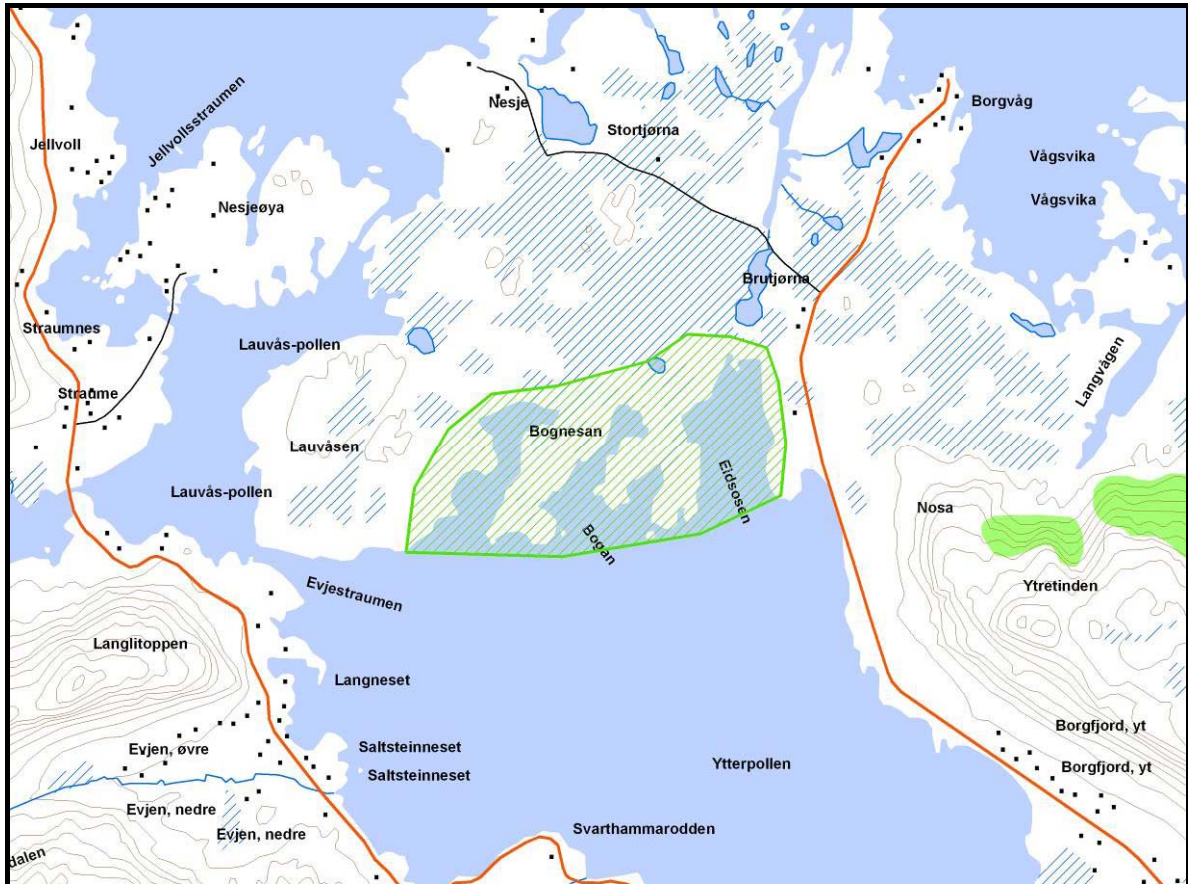 Borgvåg
Nesje
Stortjørna
Jellvollsstraumen
Jellvoll
Vågsvika
Vågsvika
Nesjeøya
Brutjørna
Straumnes
Lauvås-pollen
Langvågen
Straume
Bognesan
Lauvåsen
Lauvås-pollen
Eidsosen
Nosa
Bogan
Evjestraumen
Ytretinden
Langlitoppen
Langneset
Borgfjord, yt
Evjen, øvre
Saltsteinneset
Ytterpollen
Borgfjord, yt
Saltsteinneset
Evjen, nedre
Evjen, nedre
Svarthammarodden
dalen